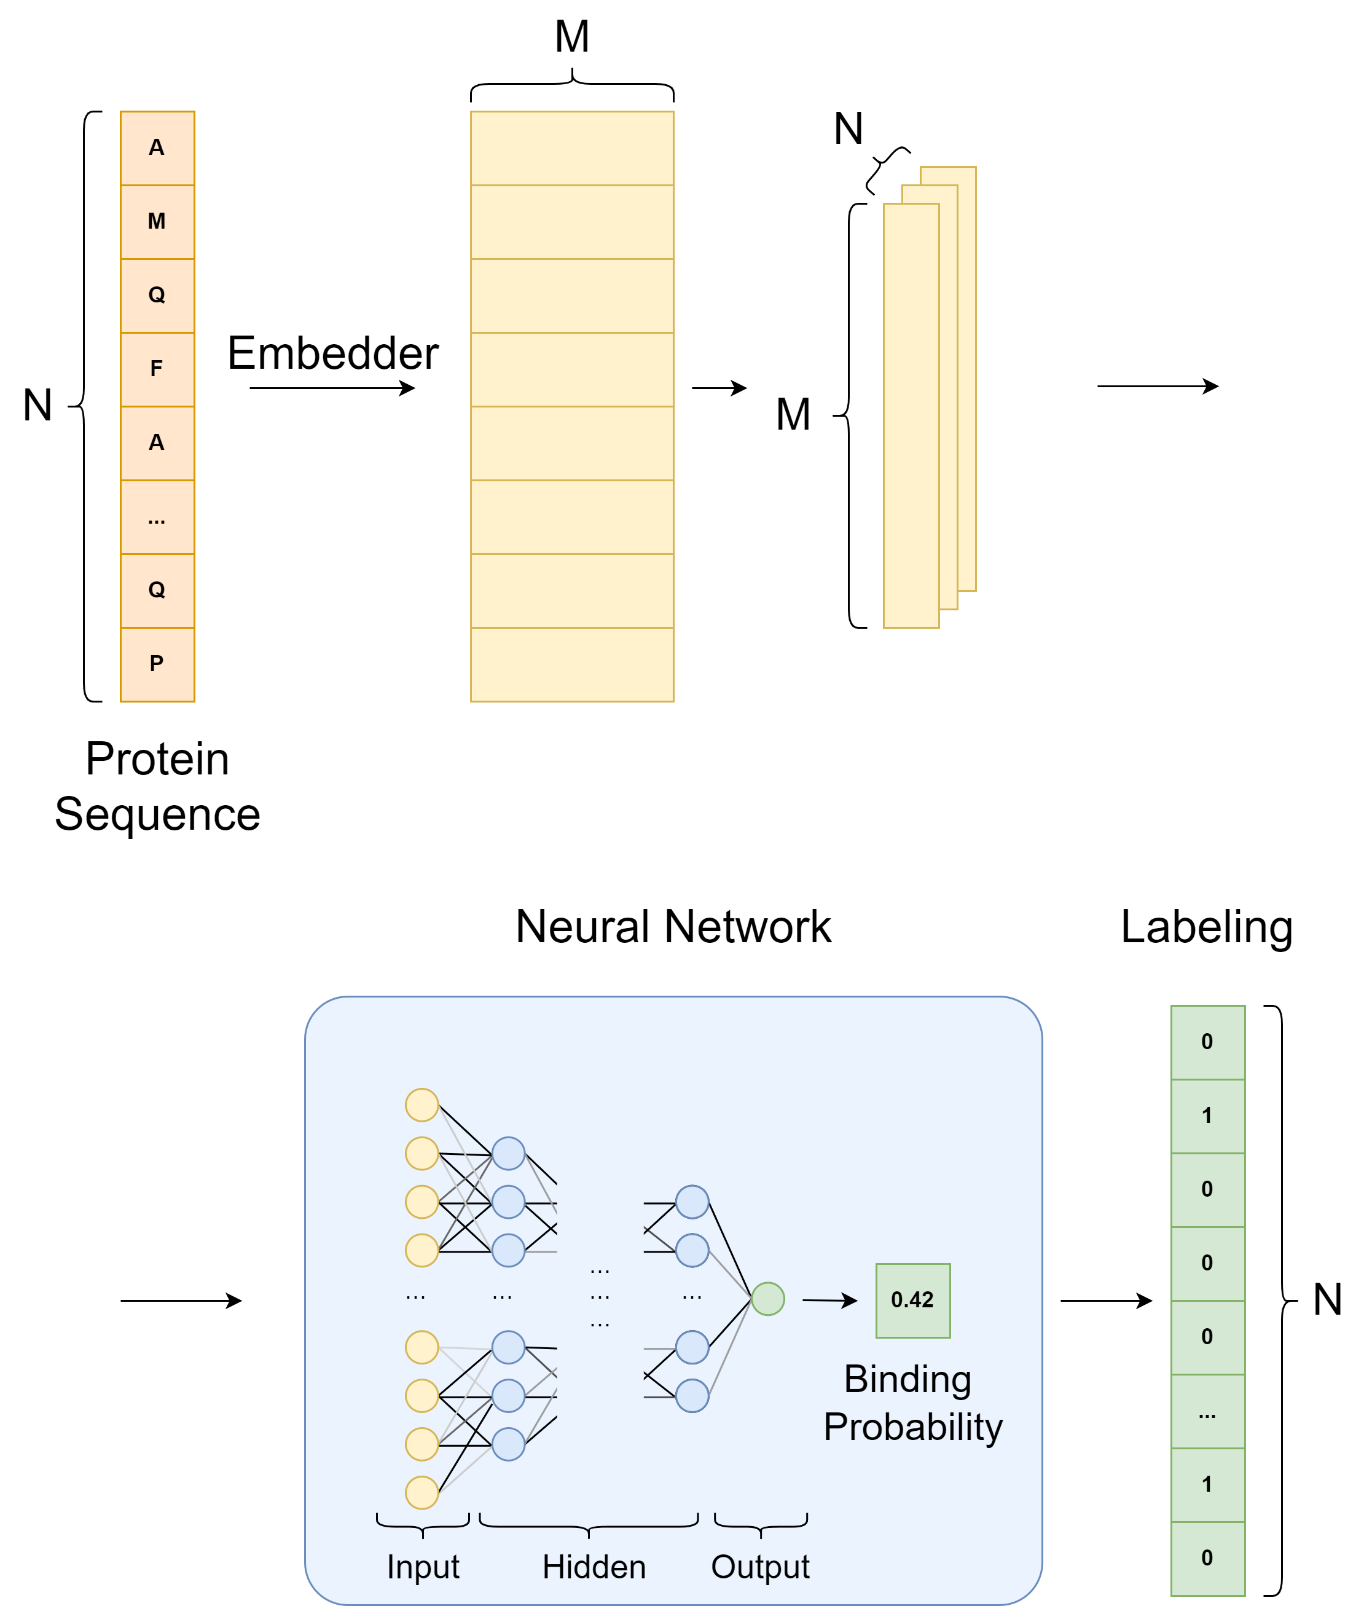 M
N
A
M
Q
F
A
...
Q
P
N
Embedder
M
Protein
Sequence
Neural Network
Labeling
...
...
...
...
...
0.42
Binding
Probability
Input
Hidden
Output
0
1
0
0
0
...
1
0
N